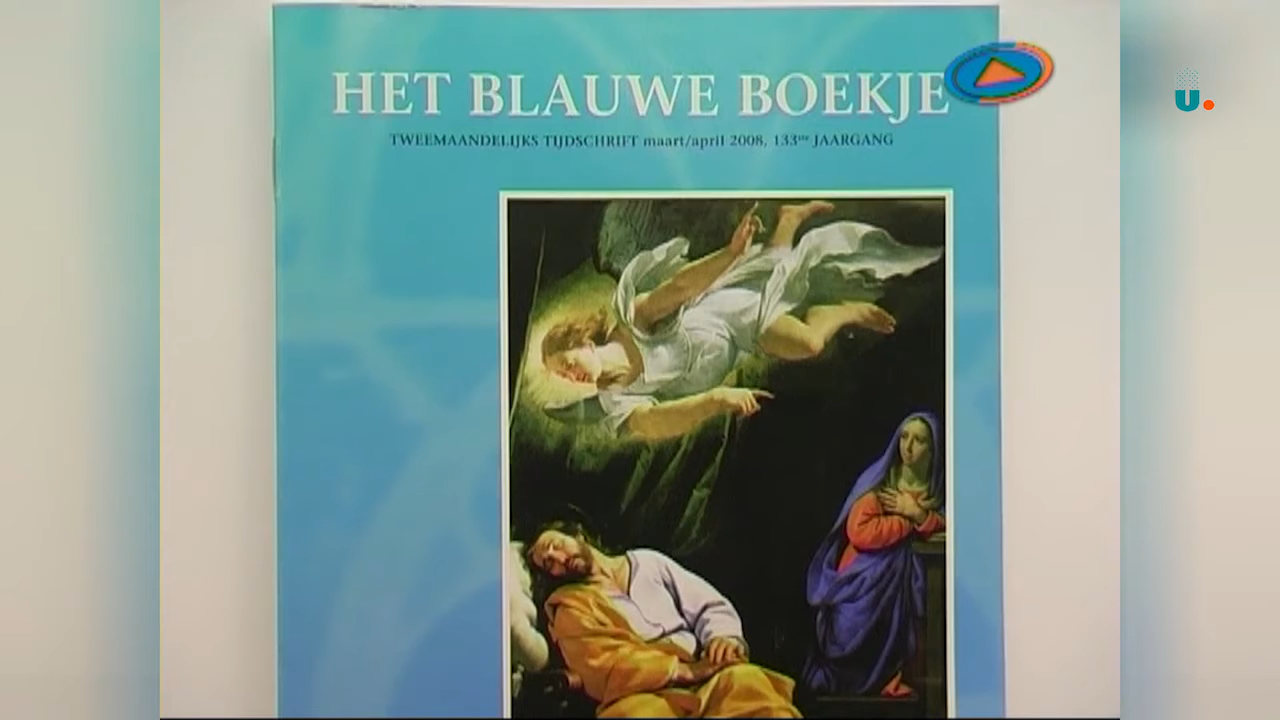 HET BLAUWE BOEKJE
TWEEMAANDELIJKS TIJDSCHRIFT maart/april 2008, 133ste JAARGANG
U.